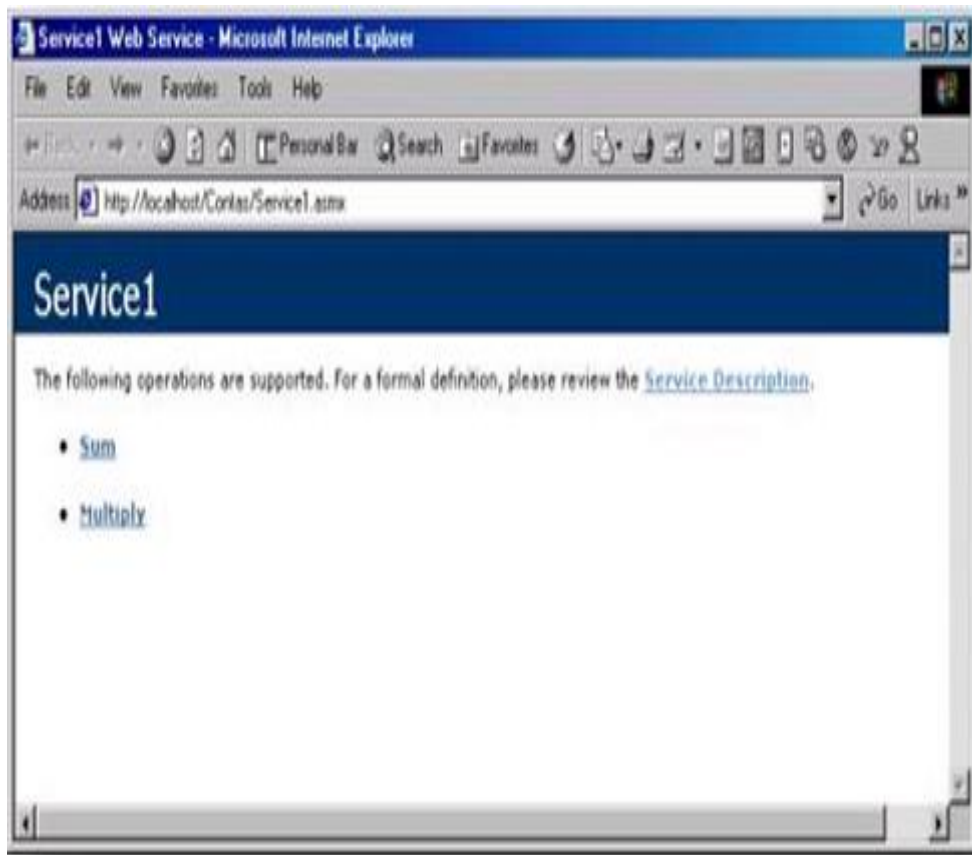 Service1 Web Service - Microsoft Internet Explorer
File Edit View Favorites Tools Help
Back Personal Bar Search Favorites
Address http://localhost/Contas/Service1.asmx Go Links »
Service1
The following operations are supported. For a formal definition, please review the Service Description.
• Sum
• Multiply